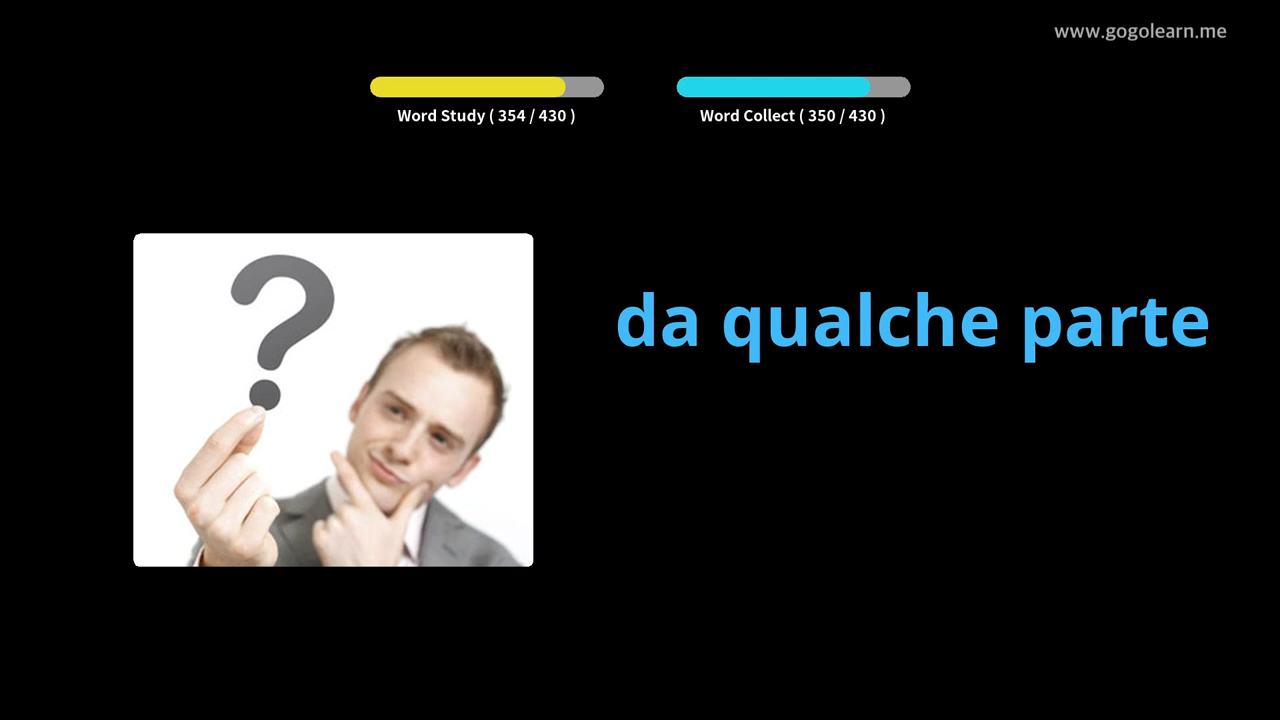 www.gogolearn.me
Word Study ( 354 / 430 )
Word Collect ( 350 / 430 )
?
da qualche parte